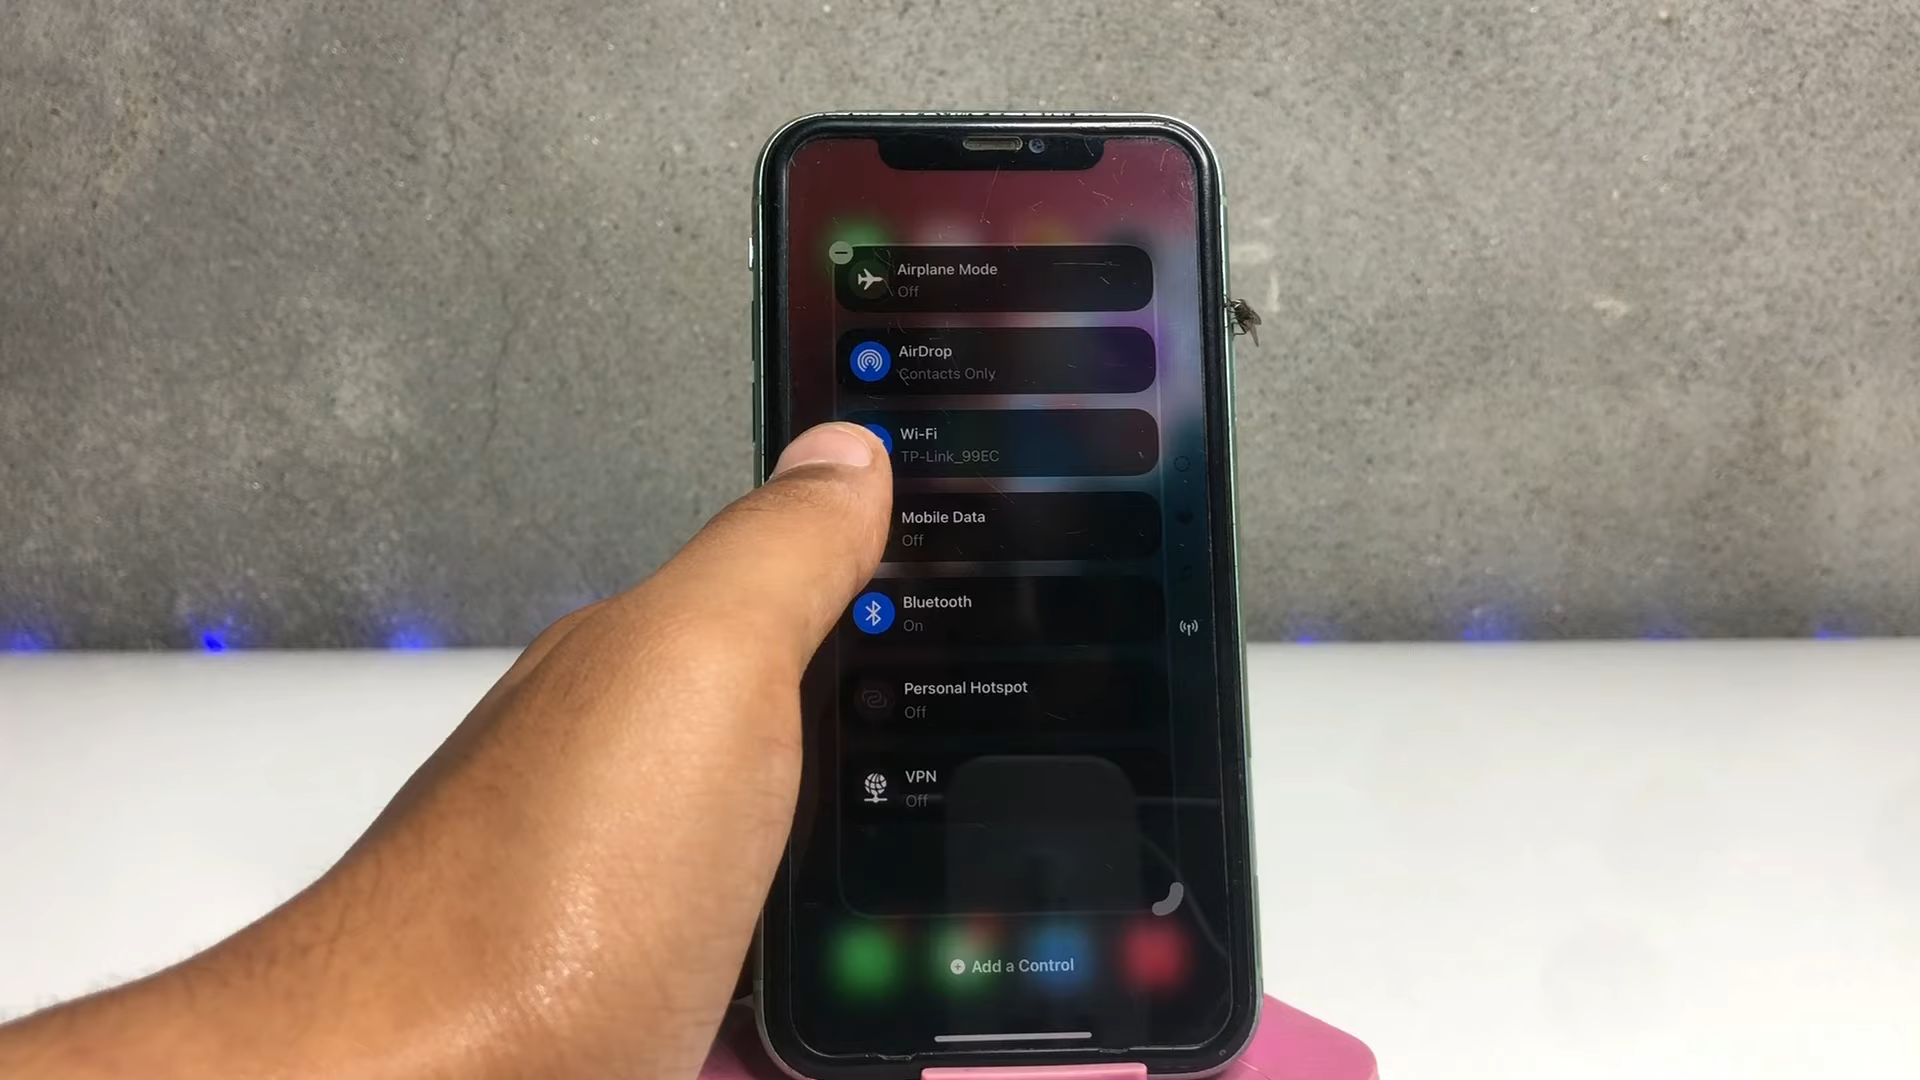 Airplane Mode
Off
AirDrop
Contacts Only
Wi-Fi
TP-Link_99EC
Mobile Data
Off
Bluetooth
On
Personal Hotspot
Off
VPN
Off
Add a Control